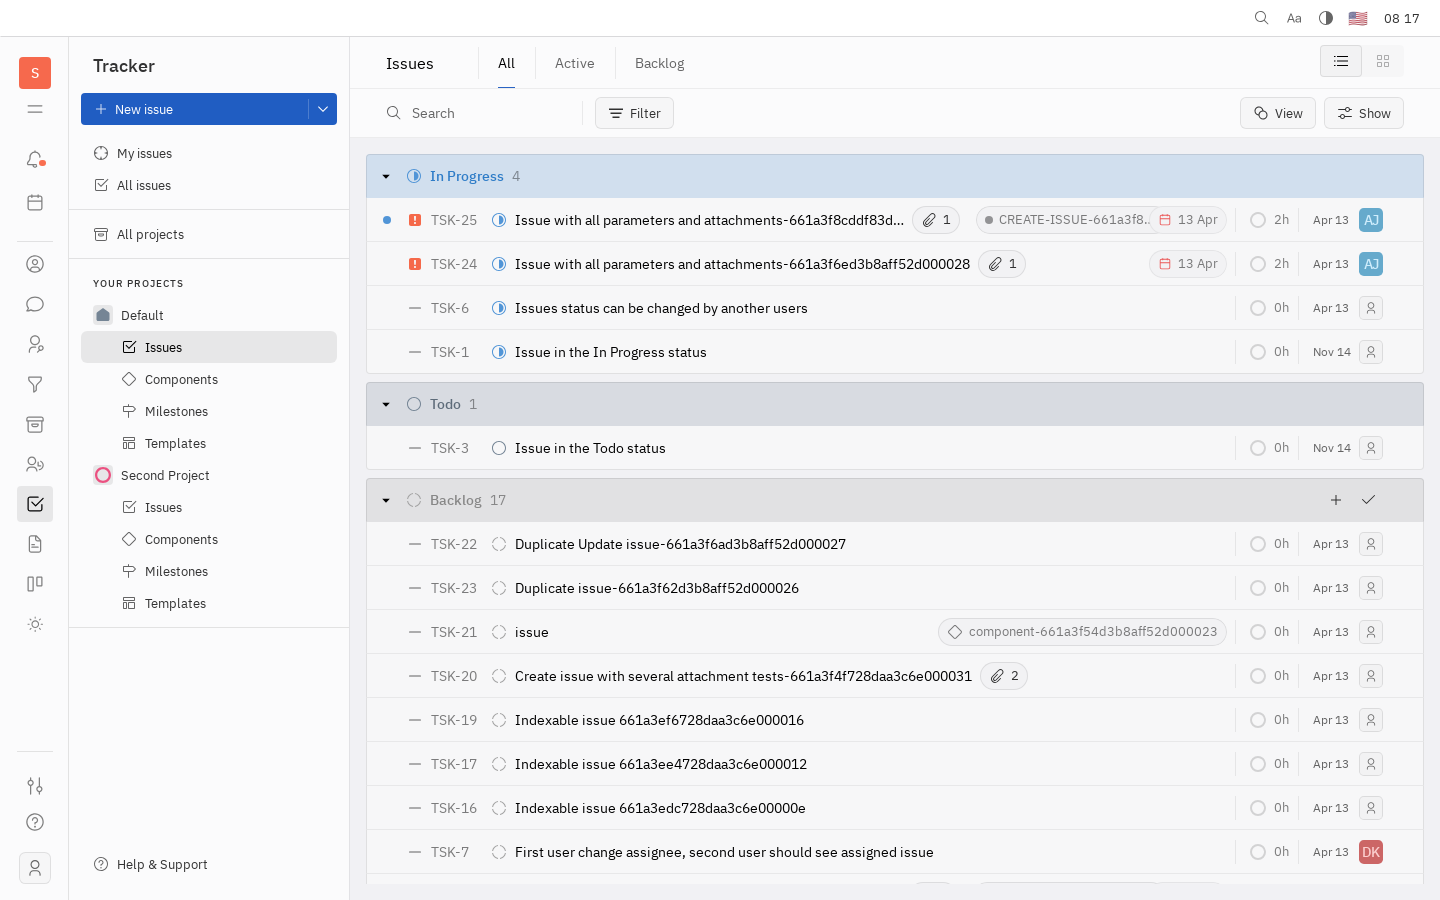 Aa
08 17
S
Tracker
New issue
My issues
All issues
All projects
YOUR PROJECTS
Default
Issues
Components
Milestones
Templates
Second Project
Issues
Components
Milestones
Templates
Help & Support
Issues
All
Active
Backlog
Search
Filter
View
Show
In Progress 4
TSK-25 Issue with all parameters and attachments-661a3f8cddf83d... 1 CREATE-ISSUE-661a3f8... 13 Apr 2h Apr 13 AJ
TSK-24 Issue with all parameters and attachments-661a3f6ed3b8aff52d000028 1 13 Apr 2h Apr 13 AJ
TSK-6 Issues status can be changed by another users 0h Apr 13
TSK-1 Issue in the In Progress status 0h Nov 14
Todo 1
TSK-3 Issue in the Todo status 0h Nov 14
Backlog 17
TSK-22 Duplicate Update issue-661a3f6ad3b8aff52d000027 0h Apr 13
TSK-23 Duplicate issue-661a3f62d3b8aff52d000026 0h Apr 13
TSK-21 issue component-661a3f54d3b8aff52d000023 0h Apr 13
TSK-20 Create issue with several attachment tests-661a3f4f728daa3c6e000031 2 0h Apr 13
TSK-19 Indexable issue 661a3ef6728daa3c6e000016 0h Apr 13
TSK-17 Indexable issue 661a3ee4728daa3c6e000012 0h Apr 13
TSK-16 Indexable issue 661a3edc728daa3c6e00000e 0h Apr 13
TSK-7 First user change assignee, second user should see assigned issue 0h Apr 13 DK